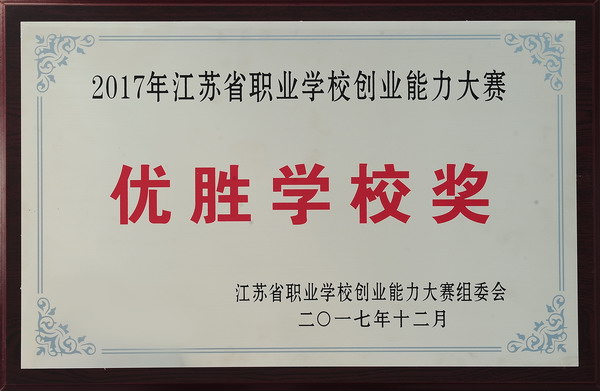 2017年江苏省职业学校创业能力大赛
优胜学校奖
江苏省职业学校创业能力大赛组委会
二〇一七年十二月